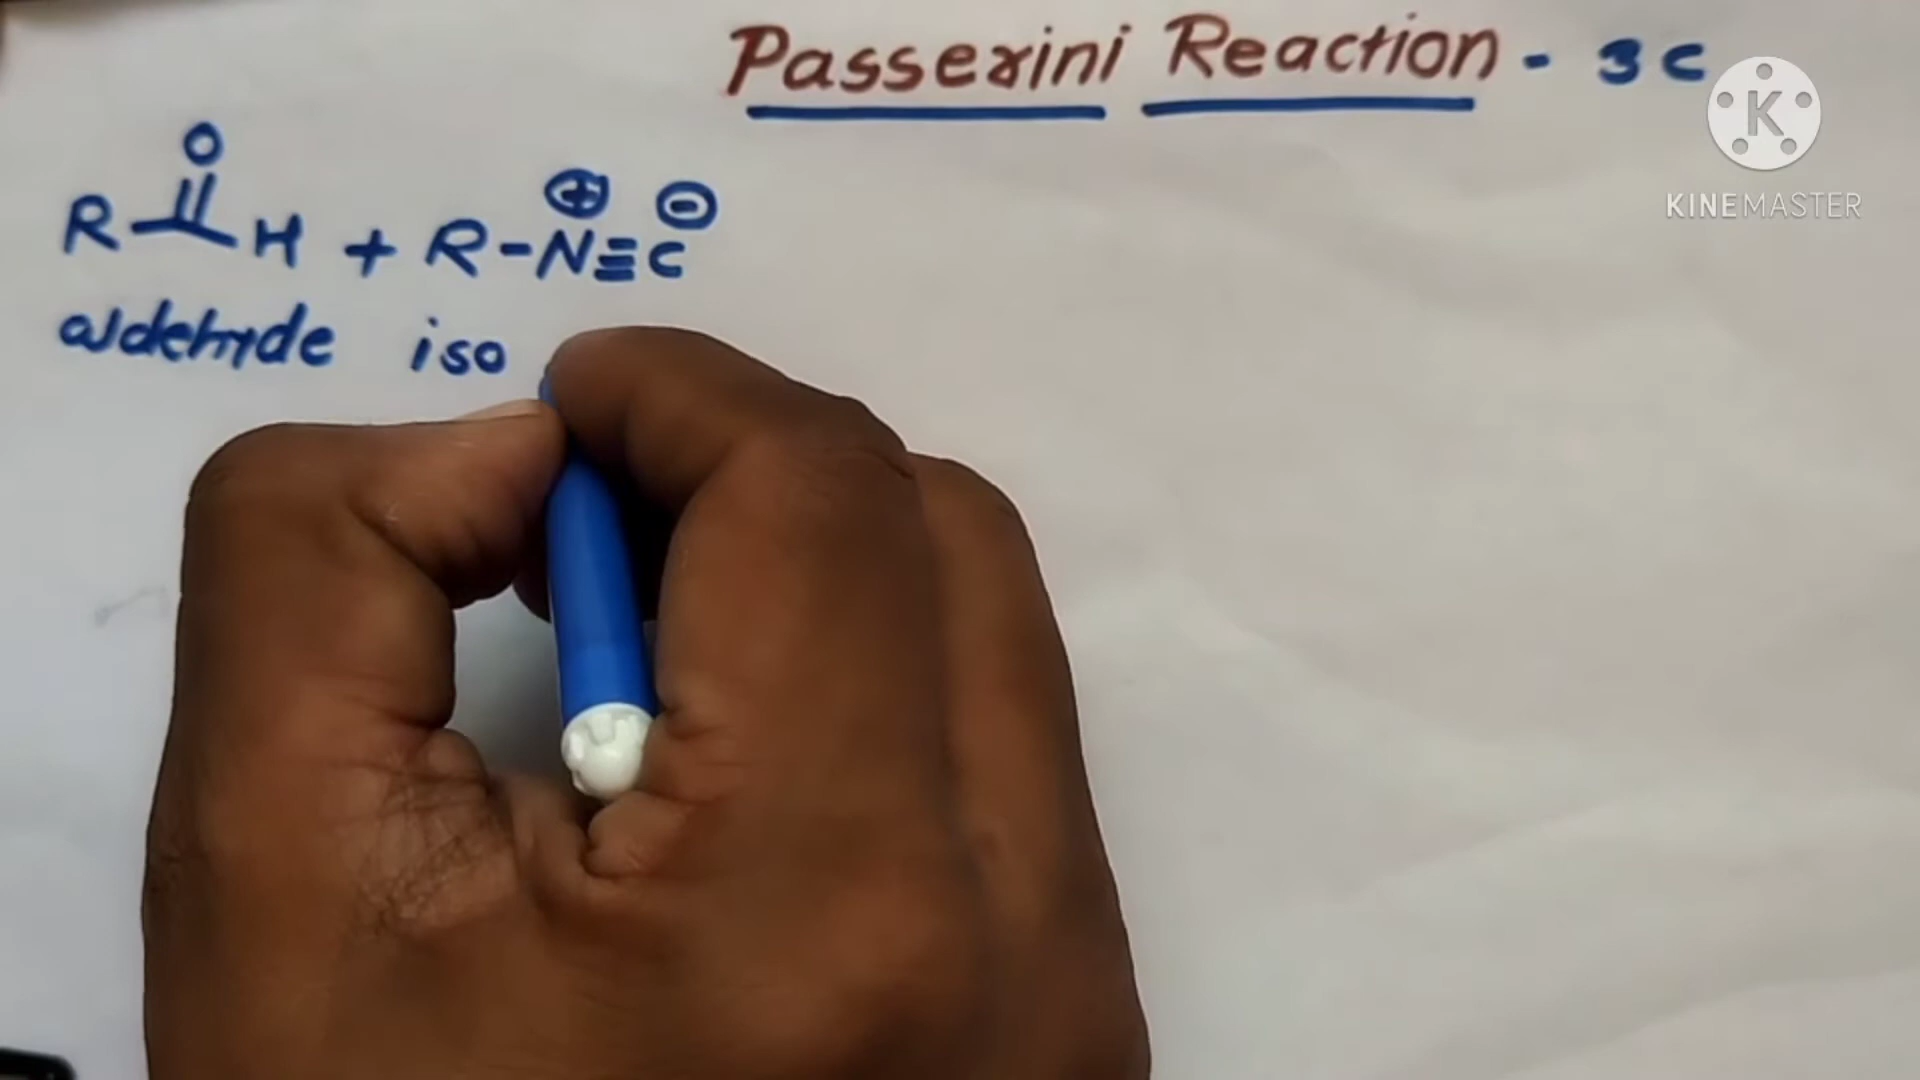 Passerini Reaction - 3C
K
KINEMASTER
O
R H + R-N≡C
⊕ ⊖
aldehyde iso